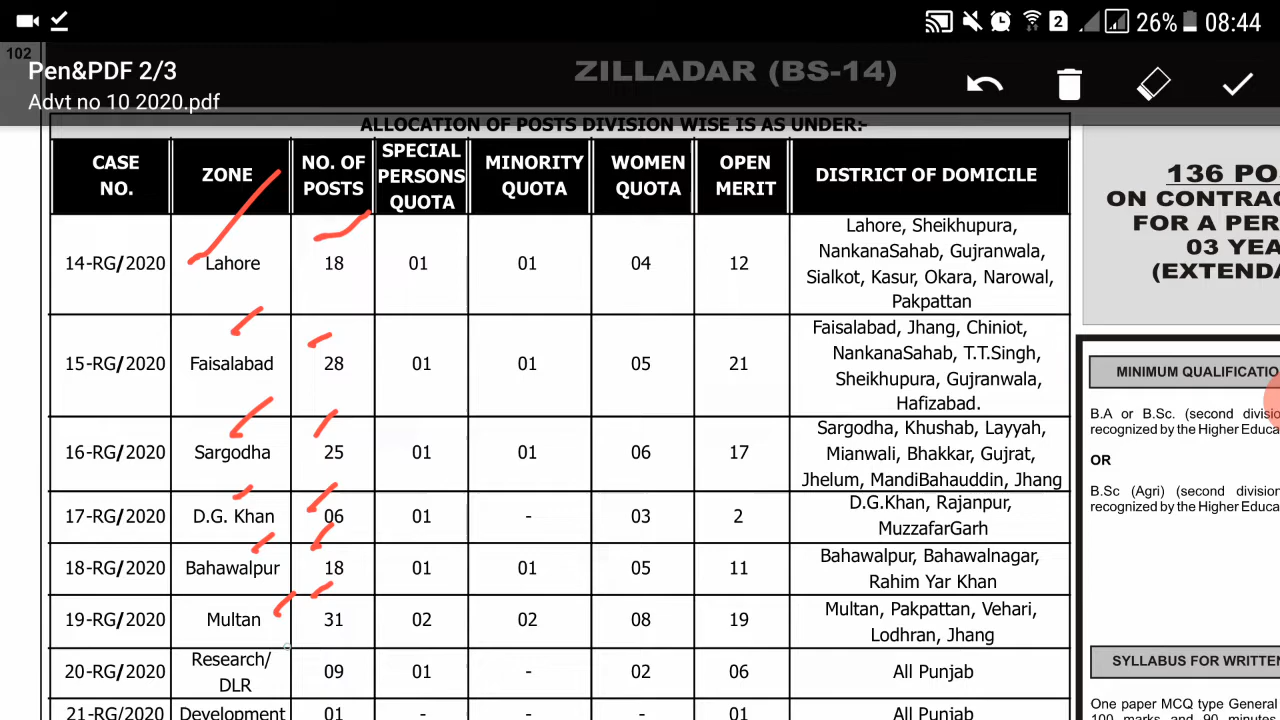 26% 08:44
102
Pen&PDF 2/3
Advt no 10 2020.pdf
ZILLADAR (BS-14)
ALLOCATION OF POSTS DIVISION WISE IS AS UNDER:-
CASE NO. ZONE NO. OF POSTS SPECIAL PERSONS QUOTA MINORITY QUOTA WOMEN QUOTA OPEN MERIT DISTRICT OF DOMICILE
14-RG/2020 Lahore 18 01 01 04 12 Lahore, Sheikhupura,
NankanaSahab, Gujranwala,
Sialkot, Kasur, Okara, Narowal,
Pakpattan
15-RG/2020 Faisalabad 28 01 01 05 21 Faisalabad, Jhang, Chiniot,
NankanaSahab, T.T.Singh,
Sheikhupura, Gujranwala,
Hafizabad.
16-RG/2020 Sargodha 25 01 01 06 17 Sargodha, Khushab, Layyah,
Mianwali, Bhakkar, Gujrat,
Jhelum, MandiBahauddin, Jhang
17-RG/2020 D.G. Khan 06 01 - 03 2 D.G.Khan, Rajanpur,
MuzzafarGarh
18-RG/2020 Bahawalpur 18 01 01 05 11 Bahawalpur, Bahawalnagar,
Rahim Yar Khan
19-RG/2020 Multan 31 02 02 08 19 Multan, Pakpattan, Vehari,
Lodhran, Jhang
20-RG/2020 Research/ DLR 09 01 - 02 06 All Punjab
21-RG/2020 Development 01 - - - 01 All Punjab
136 PO
ON CONTRAC
FOR A PER
03 YEA
(EXTENDA
MINIMUM QUALIFICATIO
B.A or B.Sc. (second divisio
recognized by the Higher Educa
OR
B.Sc (Agri) (second division
recognized by the Higher Educa
SYLLABUS FOR WRITTEN
One paper MCQ type General
100 marks and 90 minutes